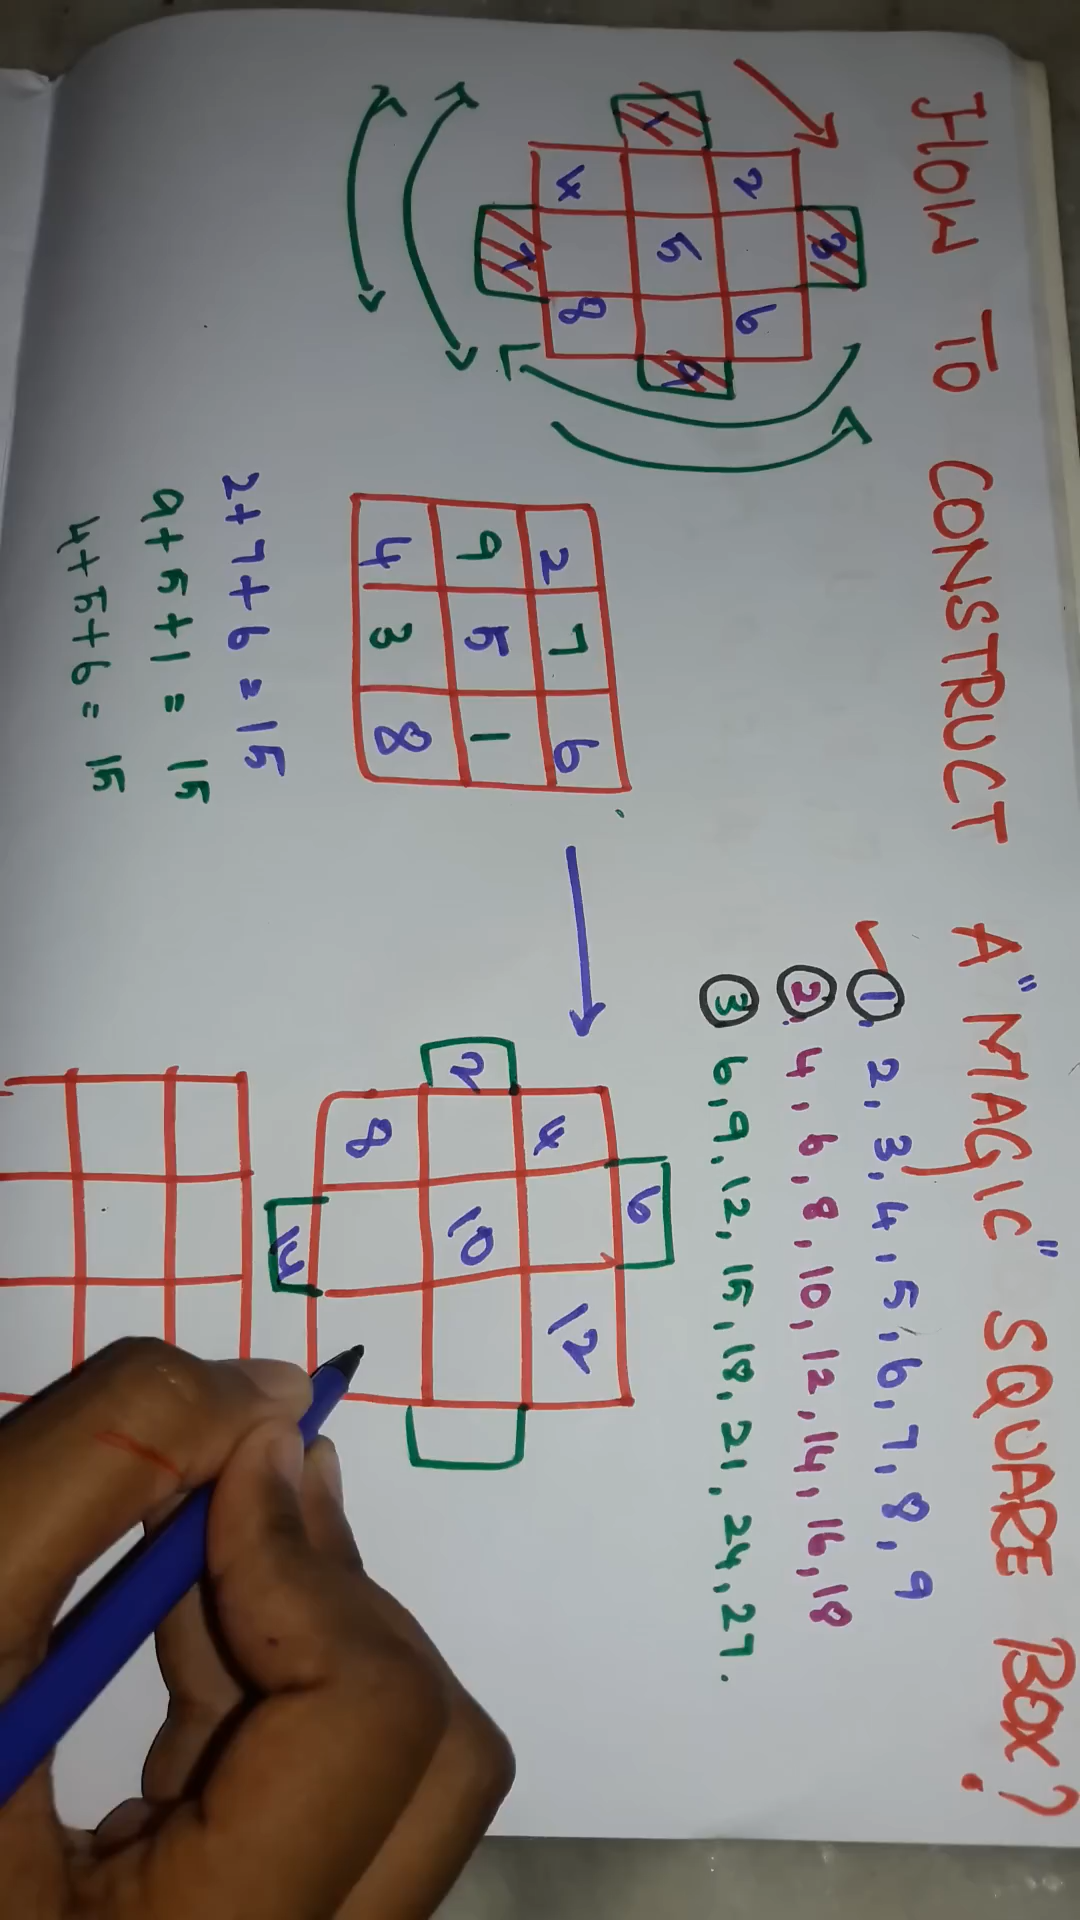 HOW TO CONSTRUCT A "MAGIC" SQUARE BOX?
3
2 6
1 5 9
4 8
7
2 7 6
9 5 1
4 3 8
2+7+6=15
9+5+1=15
4+5+6=15
1, 2, 3, 4, 5, 6, 7, 8, 9
2, 4, 6, 8, 10, 12, 14, 16, 18
3 6, 9, 12, 15, 18, 21, 24, 27.
6
4 12
2 10
8
14